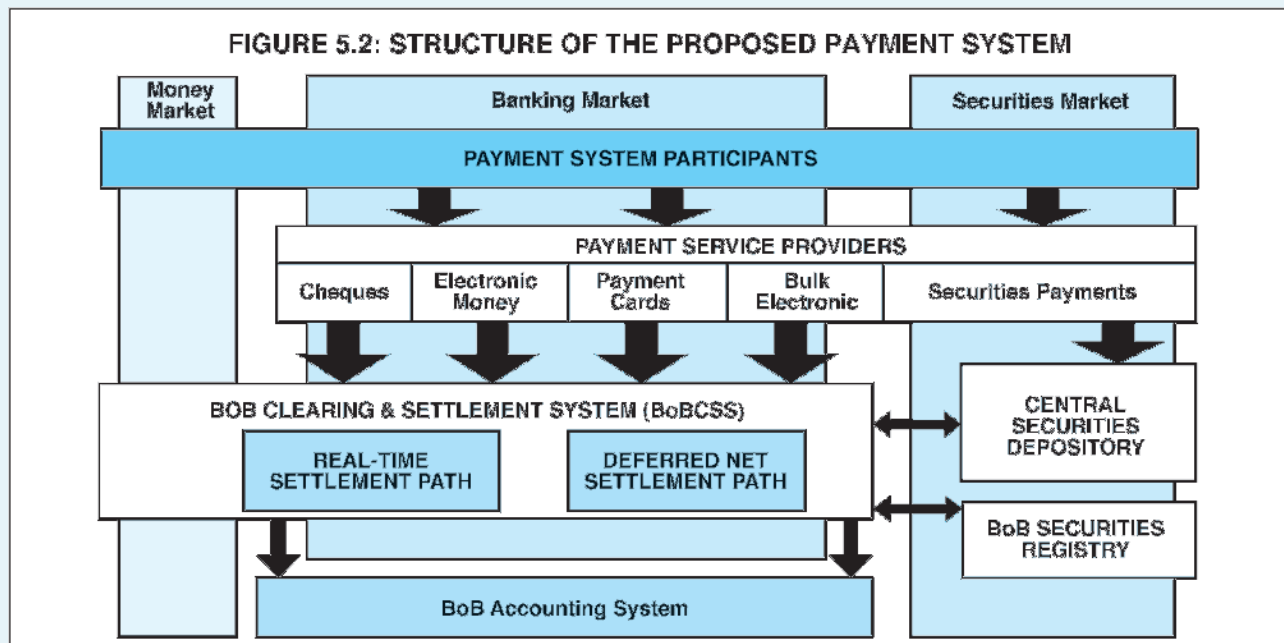 FIGURE 5.2: STRUCTURE OF THE PROPOSED PAYMENT SYSTEM
Money
Market
Banking Market
Securities Market
PAYMENT SYSTEM PARTICIPANTS
PAYMENT SERVICE PROVIDERS
Cheques
Electronic
Money
Payment
Cards
Bulk
Electronic
Securities Payments
BOB CLEARING & SETTLEMENT SYSTEM (BoBCSS)
REAL-TIME
SETTLEMENT PATH
DEFERRED NET
SETTLEMENT PATH
CENTRAL
SECURITIES
DEPOSITORY
BoB SECURITIES
REGISTRY
BoB Accounting System